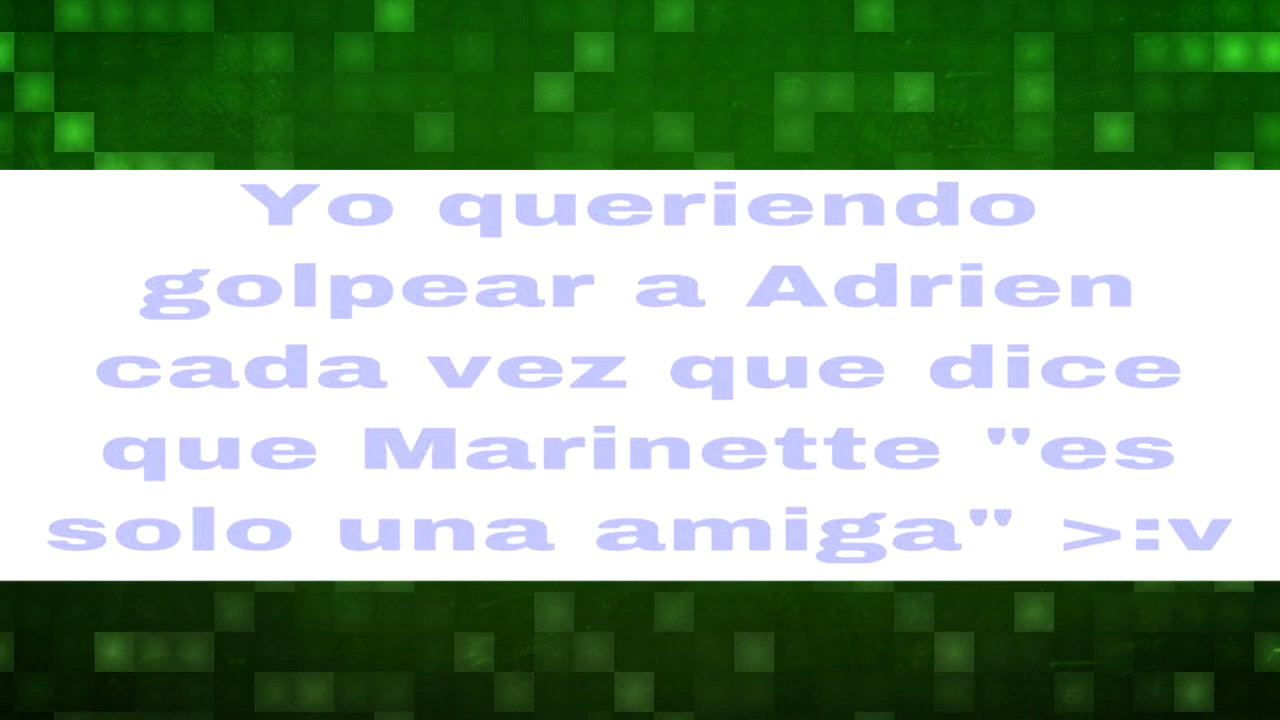 Yo queriendo
golpear a Adrien
cada vez que dice
que Marinette "es
solo una amiga" >:v